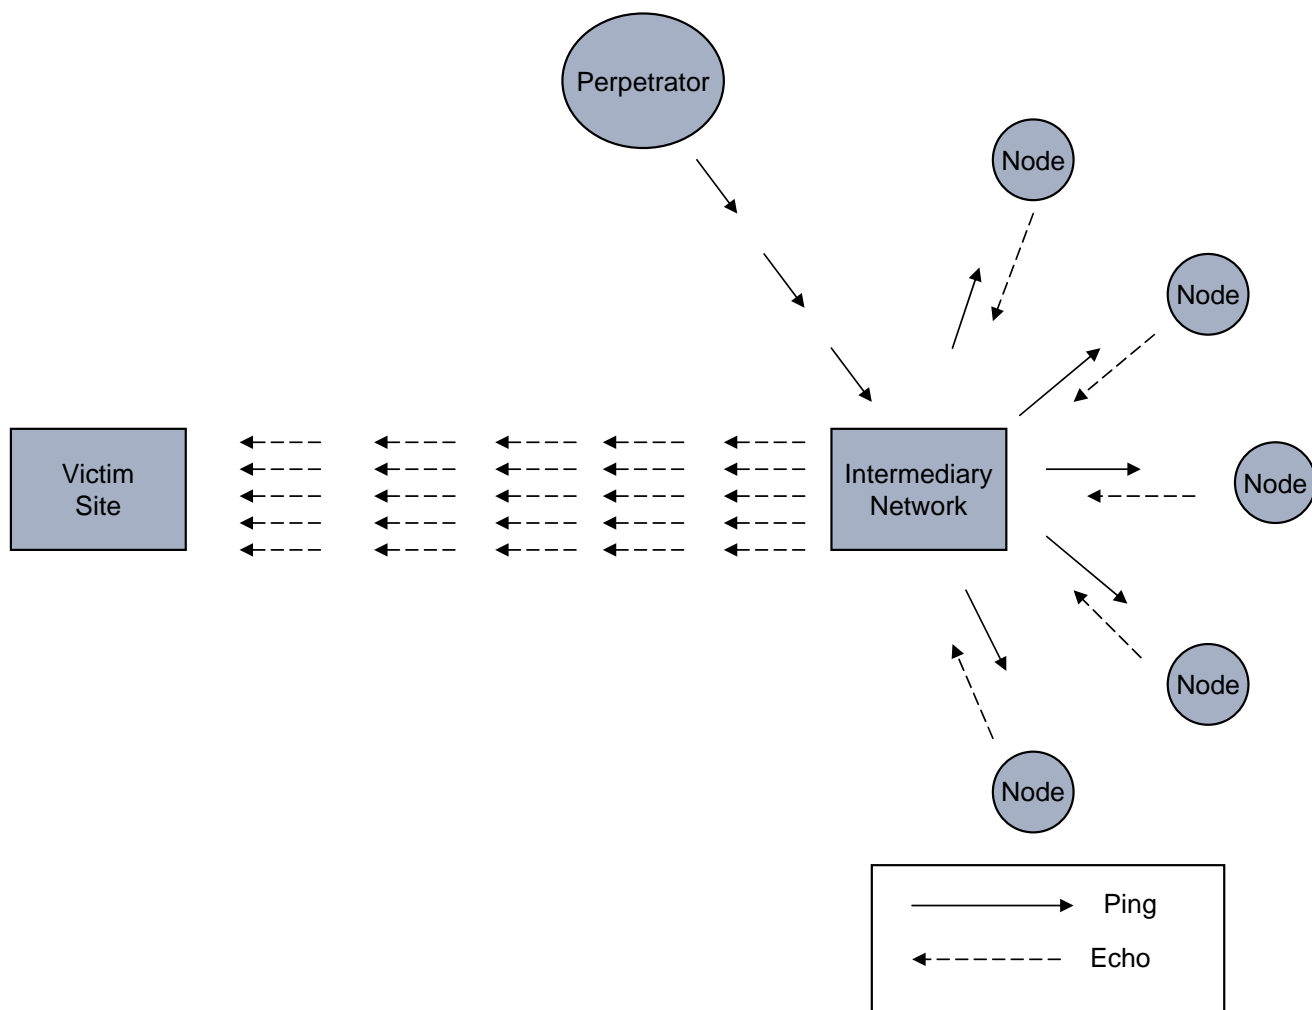 Perpetrator
Node
Node
Victim
Site
Intermediary
Network
Node
Node
Node
Ping
Echo